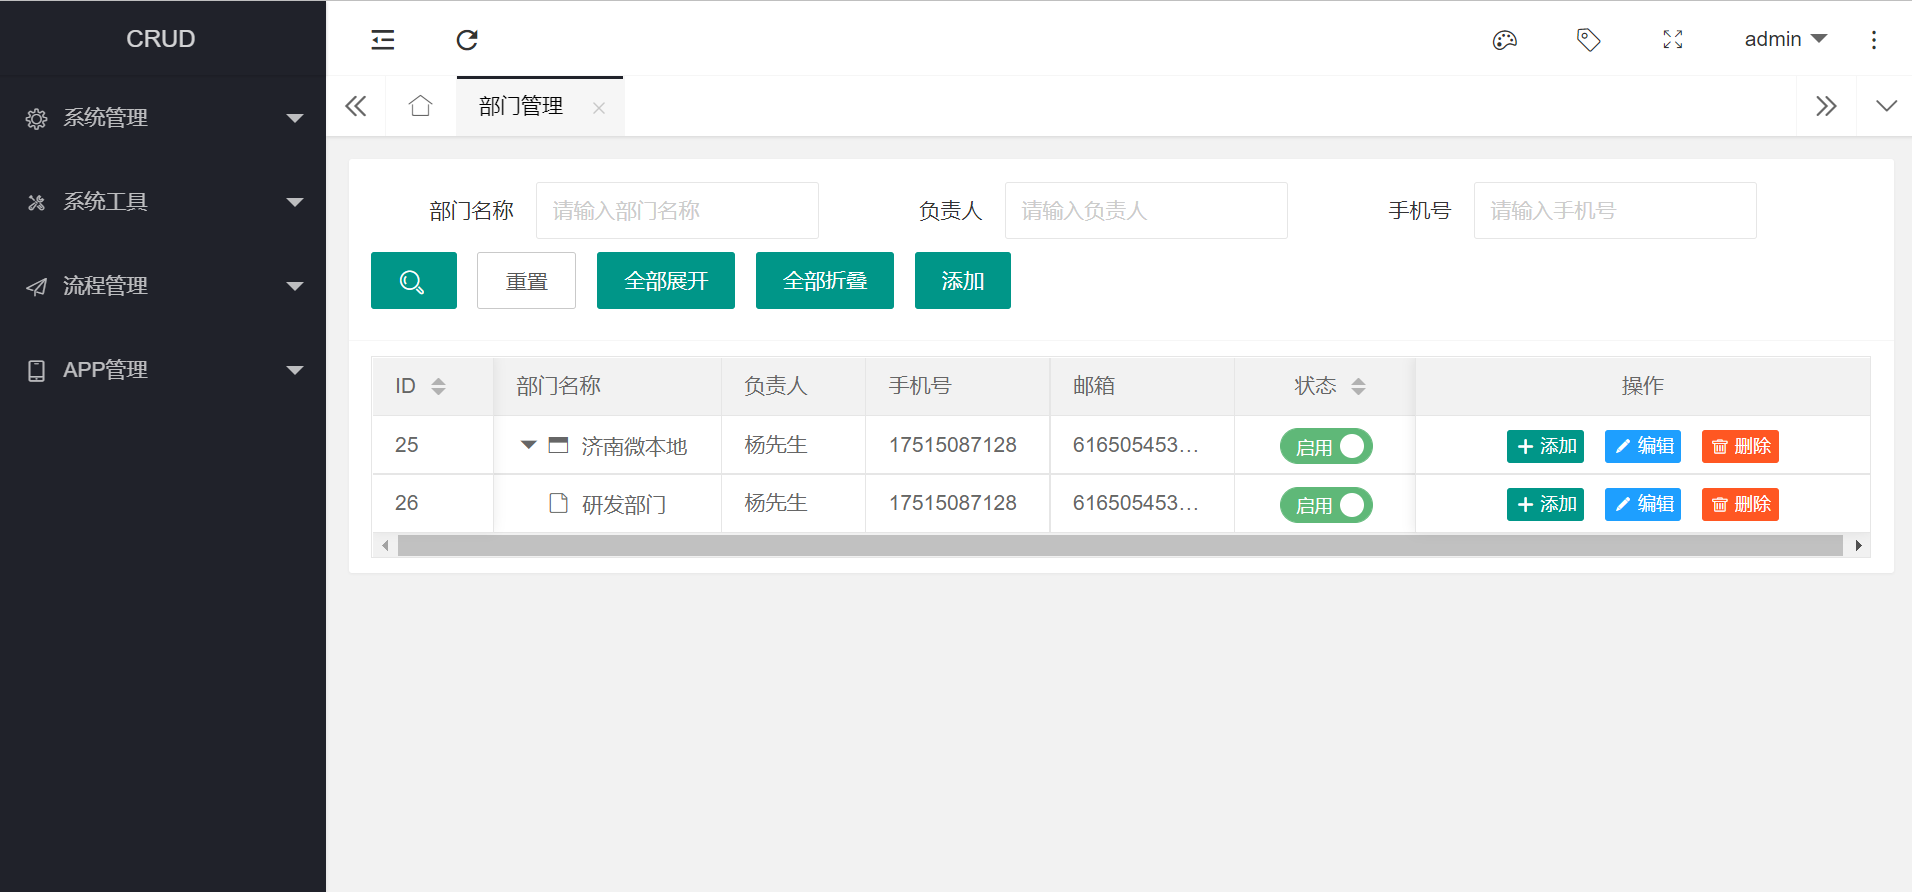 CRUD
admin
系统管理
系统工具
流程管理
APP管理
部门管理
部门名称 请输入部门名称 负责人 请输入负责人 手机号 请输入手机号
重置 全部展开 全部折叠 添加
ID 部门名称 负责人 手机号 邮箱 状态 操作
25 济南微本地 杨先生 17515087128 616505453... 启用 添加 编辑 删除
26 研发部门 杨先生 17515087128 616505453... 启用 添加 编辑 删除